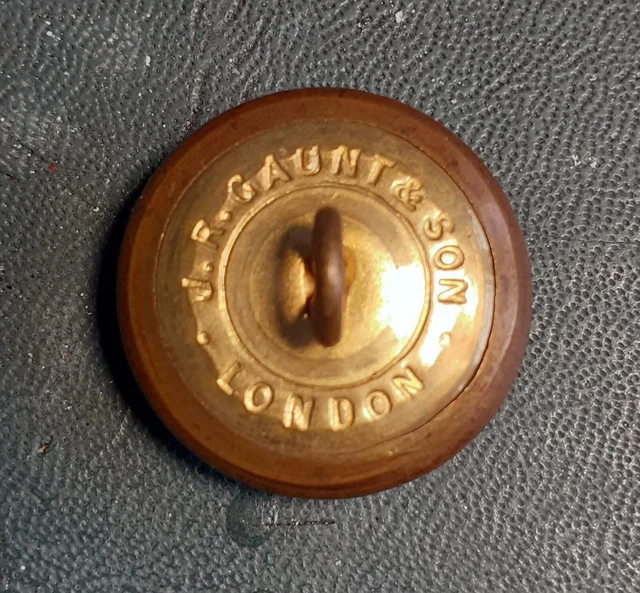 J. R. GAUNT & SON
· LONDON ·